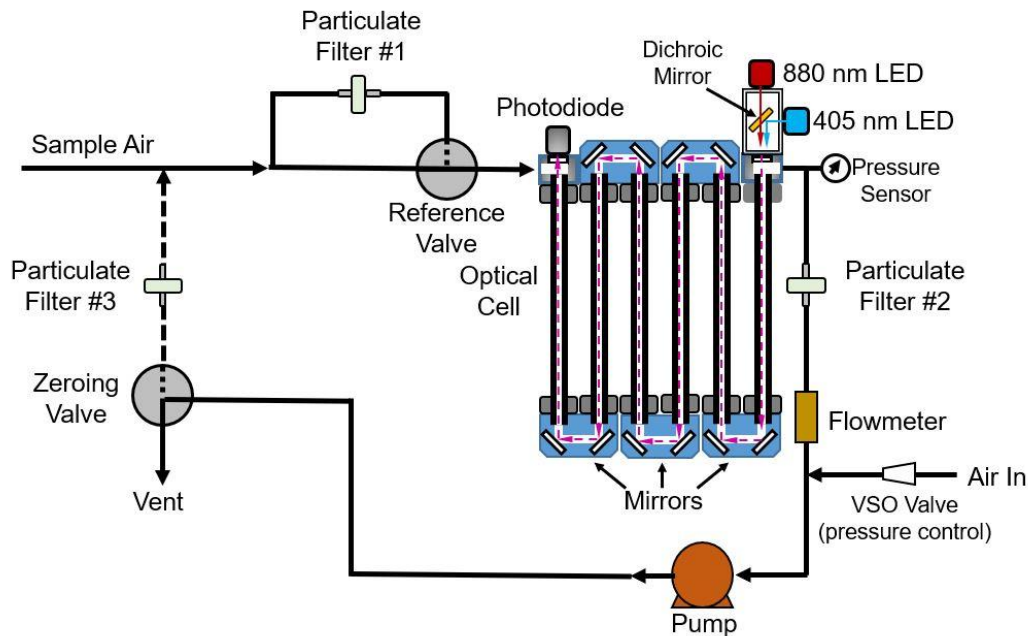 Particulate
Filter #1
Dichroic
Mirror
880 nm LED
Photodiode
405 nm LED
Sample Air
Pressure
Sensor
Reference
Valve
Particulate
Filter #3
Optical
Cell
Particulate
Filter #2
Zeroing
Valve
Flowmeter
Vent
Mirrors
Air In
VSO Valve
(pressure control)
Pump